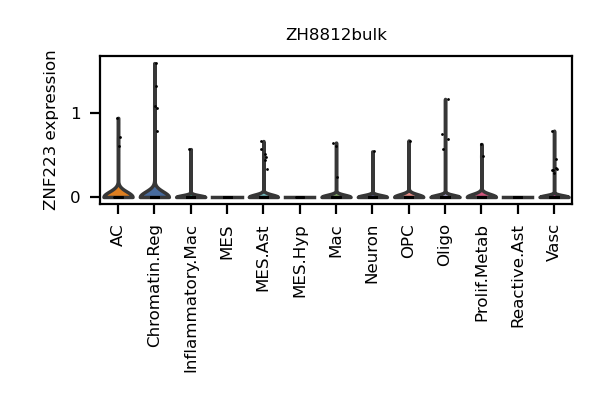 ZH8812bulk
ZNF223 expression
1
0
AC
Chromatin.Reg
Inflammatory.Mac
MES
MES.Ast
MES.Hyp
Mac
Neuron
OPC
Oligo
Prolif.Metab
Reactive.Ast
Vasc